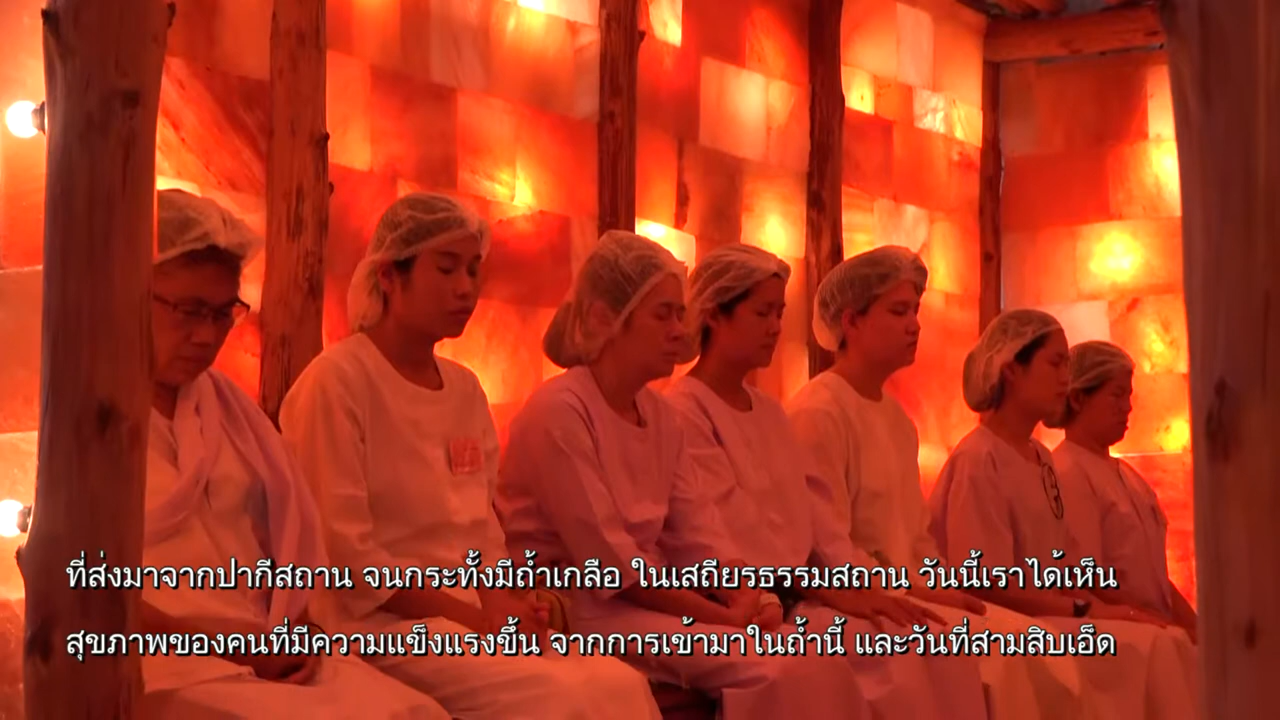 ที่ส่งมาจากปากีสถาน จนกระทั้งมีถ้ำเกลือ ในเสถียรธรรมสถาน วันนี้เราได้เห็น
สุขภาพของคนที่มีความแข็งแรงขึ้น จากการเข้ามาในถ้ำนี้ และวันที่สามสิบเอ็ด